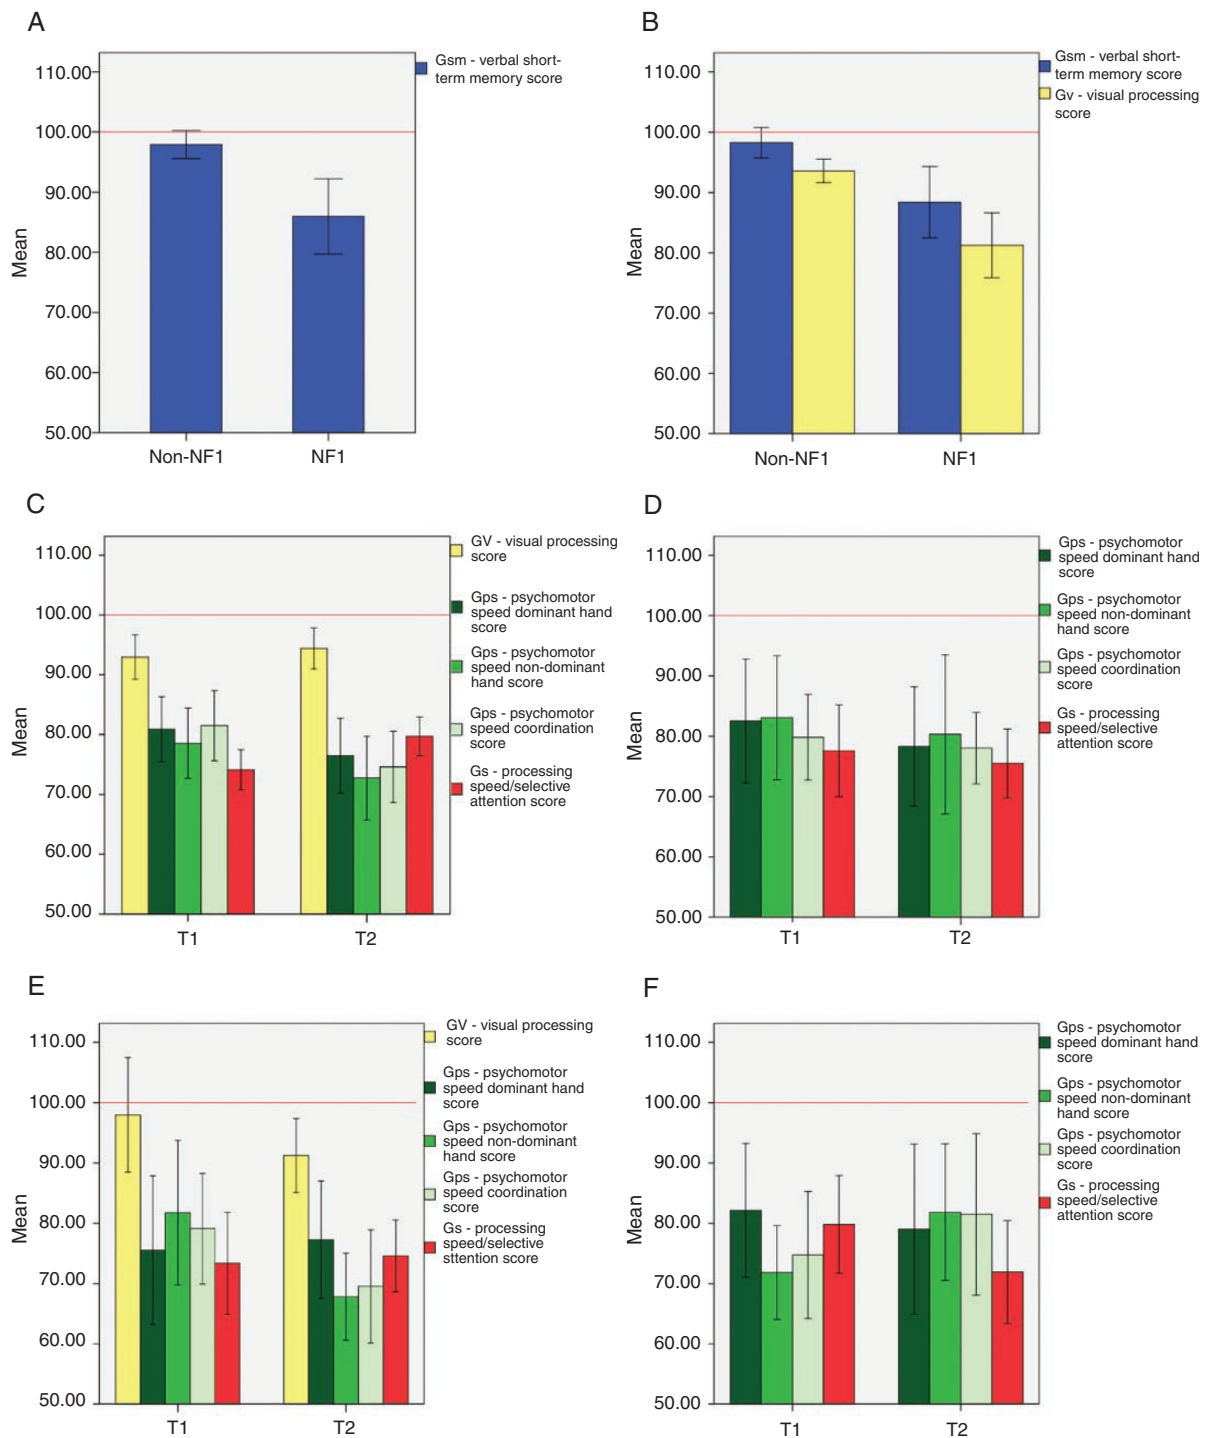 A
Gsm - verbal short-
term memory score
110.00
100.00
90.00
80.00
70.00
60.00
50.00
Mean
Non-NF1
NF1
B
Gsm - verbal short-
term memory score
Gv - visual processing
score
110.00
100.00
90.00
80.00
70.00
60.00
50.00
Mean
Non-NF1
NF1
C
GV - visual processing
score
Gps - psychomotor
speed dominant hand
score
Gps - psychomotor
speed non-dominant
hand score
Gps - psychomotor
speed coordination
score
Gs - processing
speed/selective
attention score
110.00
100.00
90.00
80.00
70.00
60.00
50.00
Mean
T1
T2
D
Gps - psychomotor
speed dominant hand
score
Gps - psychomotor
speed non-dominant
hand score
Gps - psychomotor
speed coordination
score
Gs - processing
speed/selective
attention score
110.00
100.00
90.00
80.00
70.00
60.00
50.00
Mean
T1
T2
E
GV - visual processing
score
Gps - psychomotor
speed dominant hand
score
Gps - psychomotor
speed non-dominant
hand score
Gps - psychomotor
speed coordination
score
Gs - processing
speed/selective
sttention score
110.00
100.00
90.00
80.00
70.00
60.00
50.00
Mean
T1
T2
F
Gps - psychomotor
speed dominant hand
score
Gps - psychomotor
speed non-dominant
hand score
Gps - psychomotor
speed coordination
score
Gs - processing
speed/selective
attention score
110.00
100.00
90.00
80.00
70.00
60.00
50.00
Mean
T1
T2